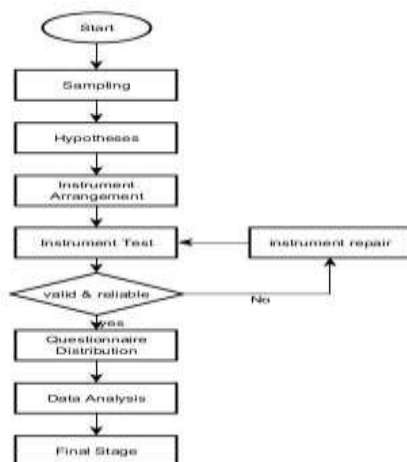 Start
Sampling
Hypotheses
Instrument
Arrangement
Instrument Test
instrument repair
valid & reliable
No
yes
Questionnaire
Distribution
Data Analysis
Final Stage